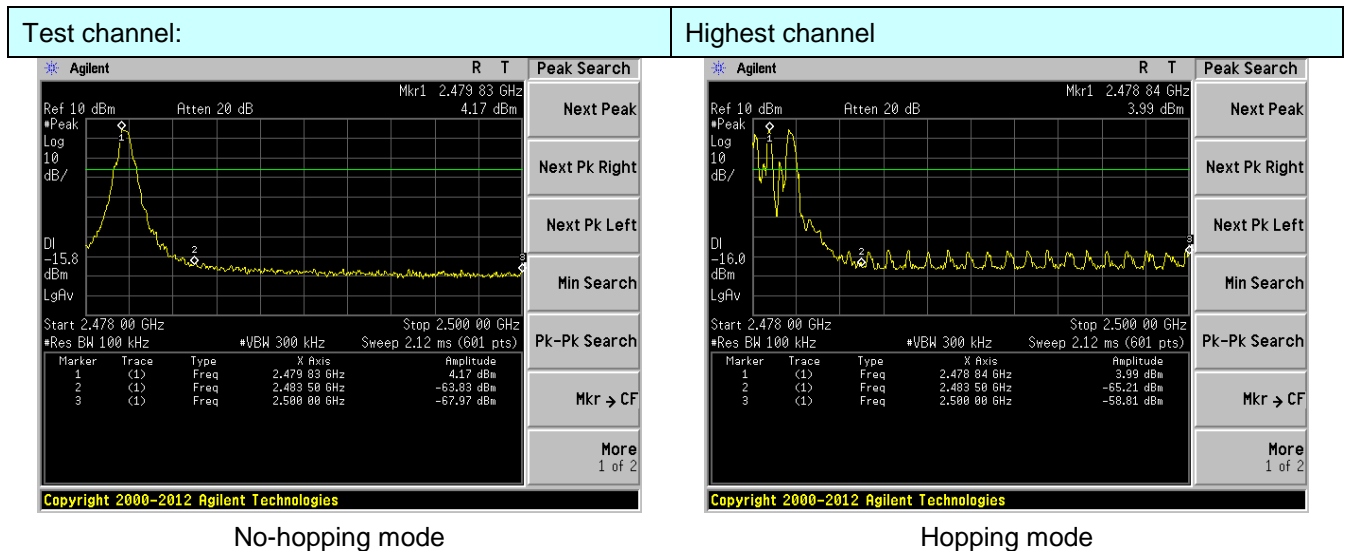 Test channel:
Highest channel
Agilent
R T
Peak Search
Mkr1 2.479 83 GHz
Ref 10 dBm
Atten 20 dB
4.17 dBm
#Peak
Log
10
dB/
1
2
3
DI
-15.8
dBm
LgAv
Start 2.478 00 GHz
Stop 2.500 00 GHz
#Res BW 100 kHz
#VBW 300 kHz
Sweep 2.12 ms (601 pts)
Marker Trace Type X Axis Amplitude
1 (1) Freq 2.479 83 GHz 4.17 dBm
2 (1) Freq 2.483 50 GHz -63.83 dBm
3 (1) Freq 2.500 00 GHz -67.97 dBm
Next Peak
Next Pk Right
Next Pk Left
Min Search
Pk-Pk Search
Mkr → CF
More
1 of 2
Copyright 2000-2012 Agilent Technologies
No-hopping mode
Agilent
R T
Peak Search
Mkr1 2.478 84 GHz
Ref 10 dBm
Atten 20 dB
3.99 dBm
#Peak
Log
10
dB/
1
2
3
DI
-16.0
dBm
LgAv
Start 2.478 00 GHz
Stop 2.500 00 GHz
#Res BW 100 kHz
#VBW 300 kHz
Sweep 2.12 ms (601 pts)
Marker Trace Type X Axis Amplitude
1 (1) Freq 2.478 84 GHz 3.99 dBm
2 (1) Freq 2.483 50 GHz -65.21 dBm
3 (1) Freq 2.500 00 GHz -58.81 dBm
Next Peak
Next Pk Right
Next Pk Left
Min Search
Pk-Pk Search
Mkr → CF
More
1 of 2
Copyright 2000-2012 Agilent Technologies
Hopping mode